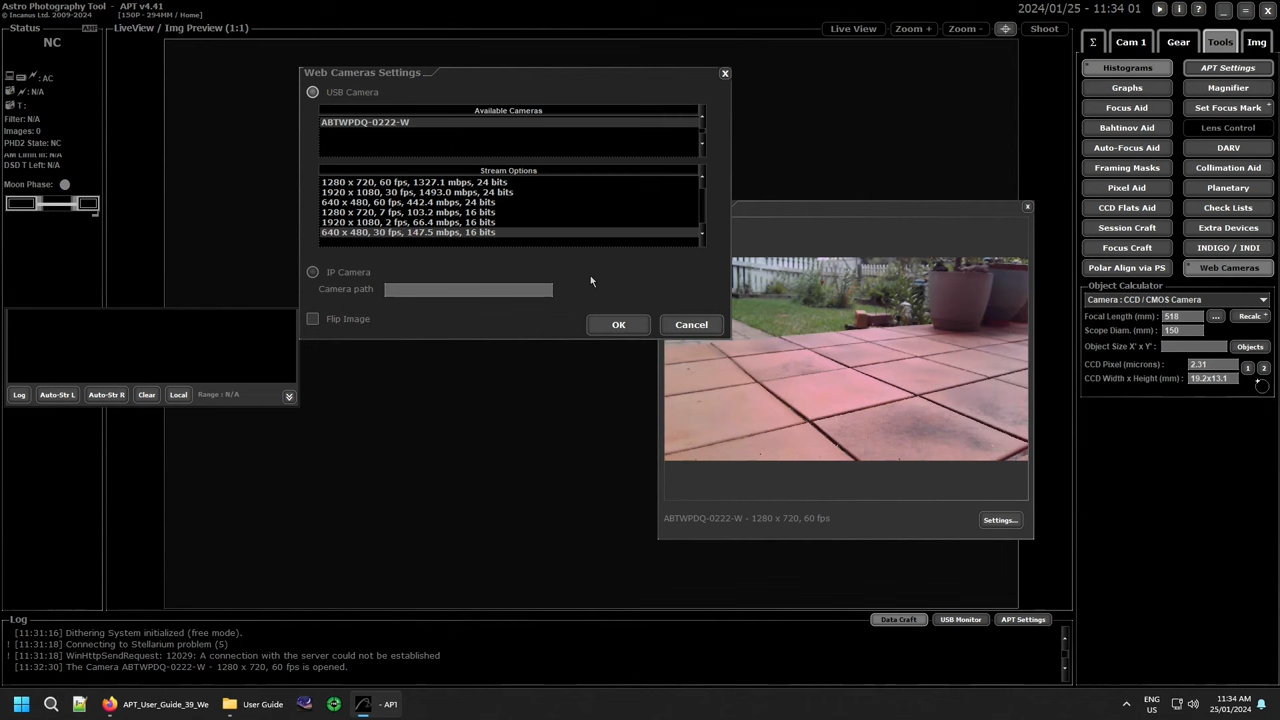 Astro Photography Tool - APT v4.41
© Incanus Ltd. 2009-2024
[150P - 294MM / Home]
2024/01/25 - 11:34 01
Status
NC
: AC
: N/A
T :
Filter: N/A
Images: 0
PHD2 State: NC
AM Limit L: N/A
DSD T Left: N/A
Moon Phase:
LiveView / Img Preview (1:1)
Live View
Zoom +
Zoom -
Shoot
Σ
Cam 1
Gear
Tools
Img
Histograms
APT Settings
Graphs
Magnifier
Focus Aid
Set Focus Mark
Bahtinov Aid
Lens Control
Auto-Focus Aid
DARV
Framing Masks
Collimation Aid
Pixel Aid
Planetary
CCD Flats Aid
Check Lists
Session Craft
Extra Devices
Focus Craft
INDIGO / INDI
Polar Align via PS
Web Cameras
Object Calculator
Camera : CCD / CMOS Camera
Focal Length (mm) : 518
...
Recalc
Scope Diam. (mm) : 150
Object Size X' x Y' :
Objects
CCD Pixel (microns) 2.31
1 2
CCD Width x Height (mm) : 19.2x13.1
Web Cameras Settings
USB Camera
Available Cameras
ABTWPDQ-0222-W
Stream Options
1280 x 720, 60 fps, 1327.1 mbps, 24 bits
1920 x 1080, 30 fps, 1493.0 mbps, 24 bits
640 x 480, 60 fps, 442.4 mbps, 24 bits
1280 x 720, 7 fps, 103.2 mbps, 16 bits
1920 x 1080, 2 fps, 66.4 mbps, 16 bits
640 x 480, 30 fps, 147.5 mbps, 16 bits
IP Camera
Camera path
Flip Image
OK
Cancel
ABTWPDQ-0222-W - 1280 x 720, 60 fps
Settings...
Log
Auto-Str L
Auto-Str R
Clear
Local
Range : N/A
Log
Data Craft
USB Monitor
APT Settings
[11:31:16] Dithering System initialized (free mode).
! [11:31:18] Connecting to Stellarium problem (5)
! [11:31:18] WinHttpSendRequest: 12029: A connection with the server could not be established
[11:32:30] The Camera ABTWPDQ-0222-W - 1280 x 720, 60 fps is opened.
APT_User_Guide_39_We
User Guide
- APT
ENG
US
11:34 AM
25/01/2024